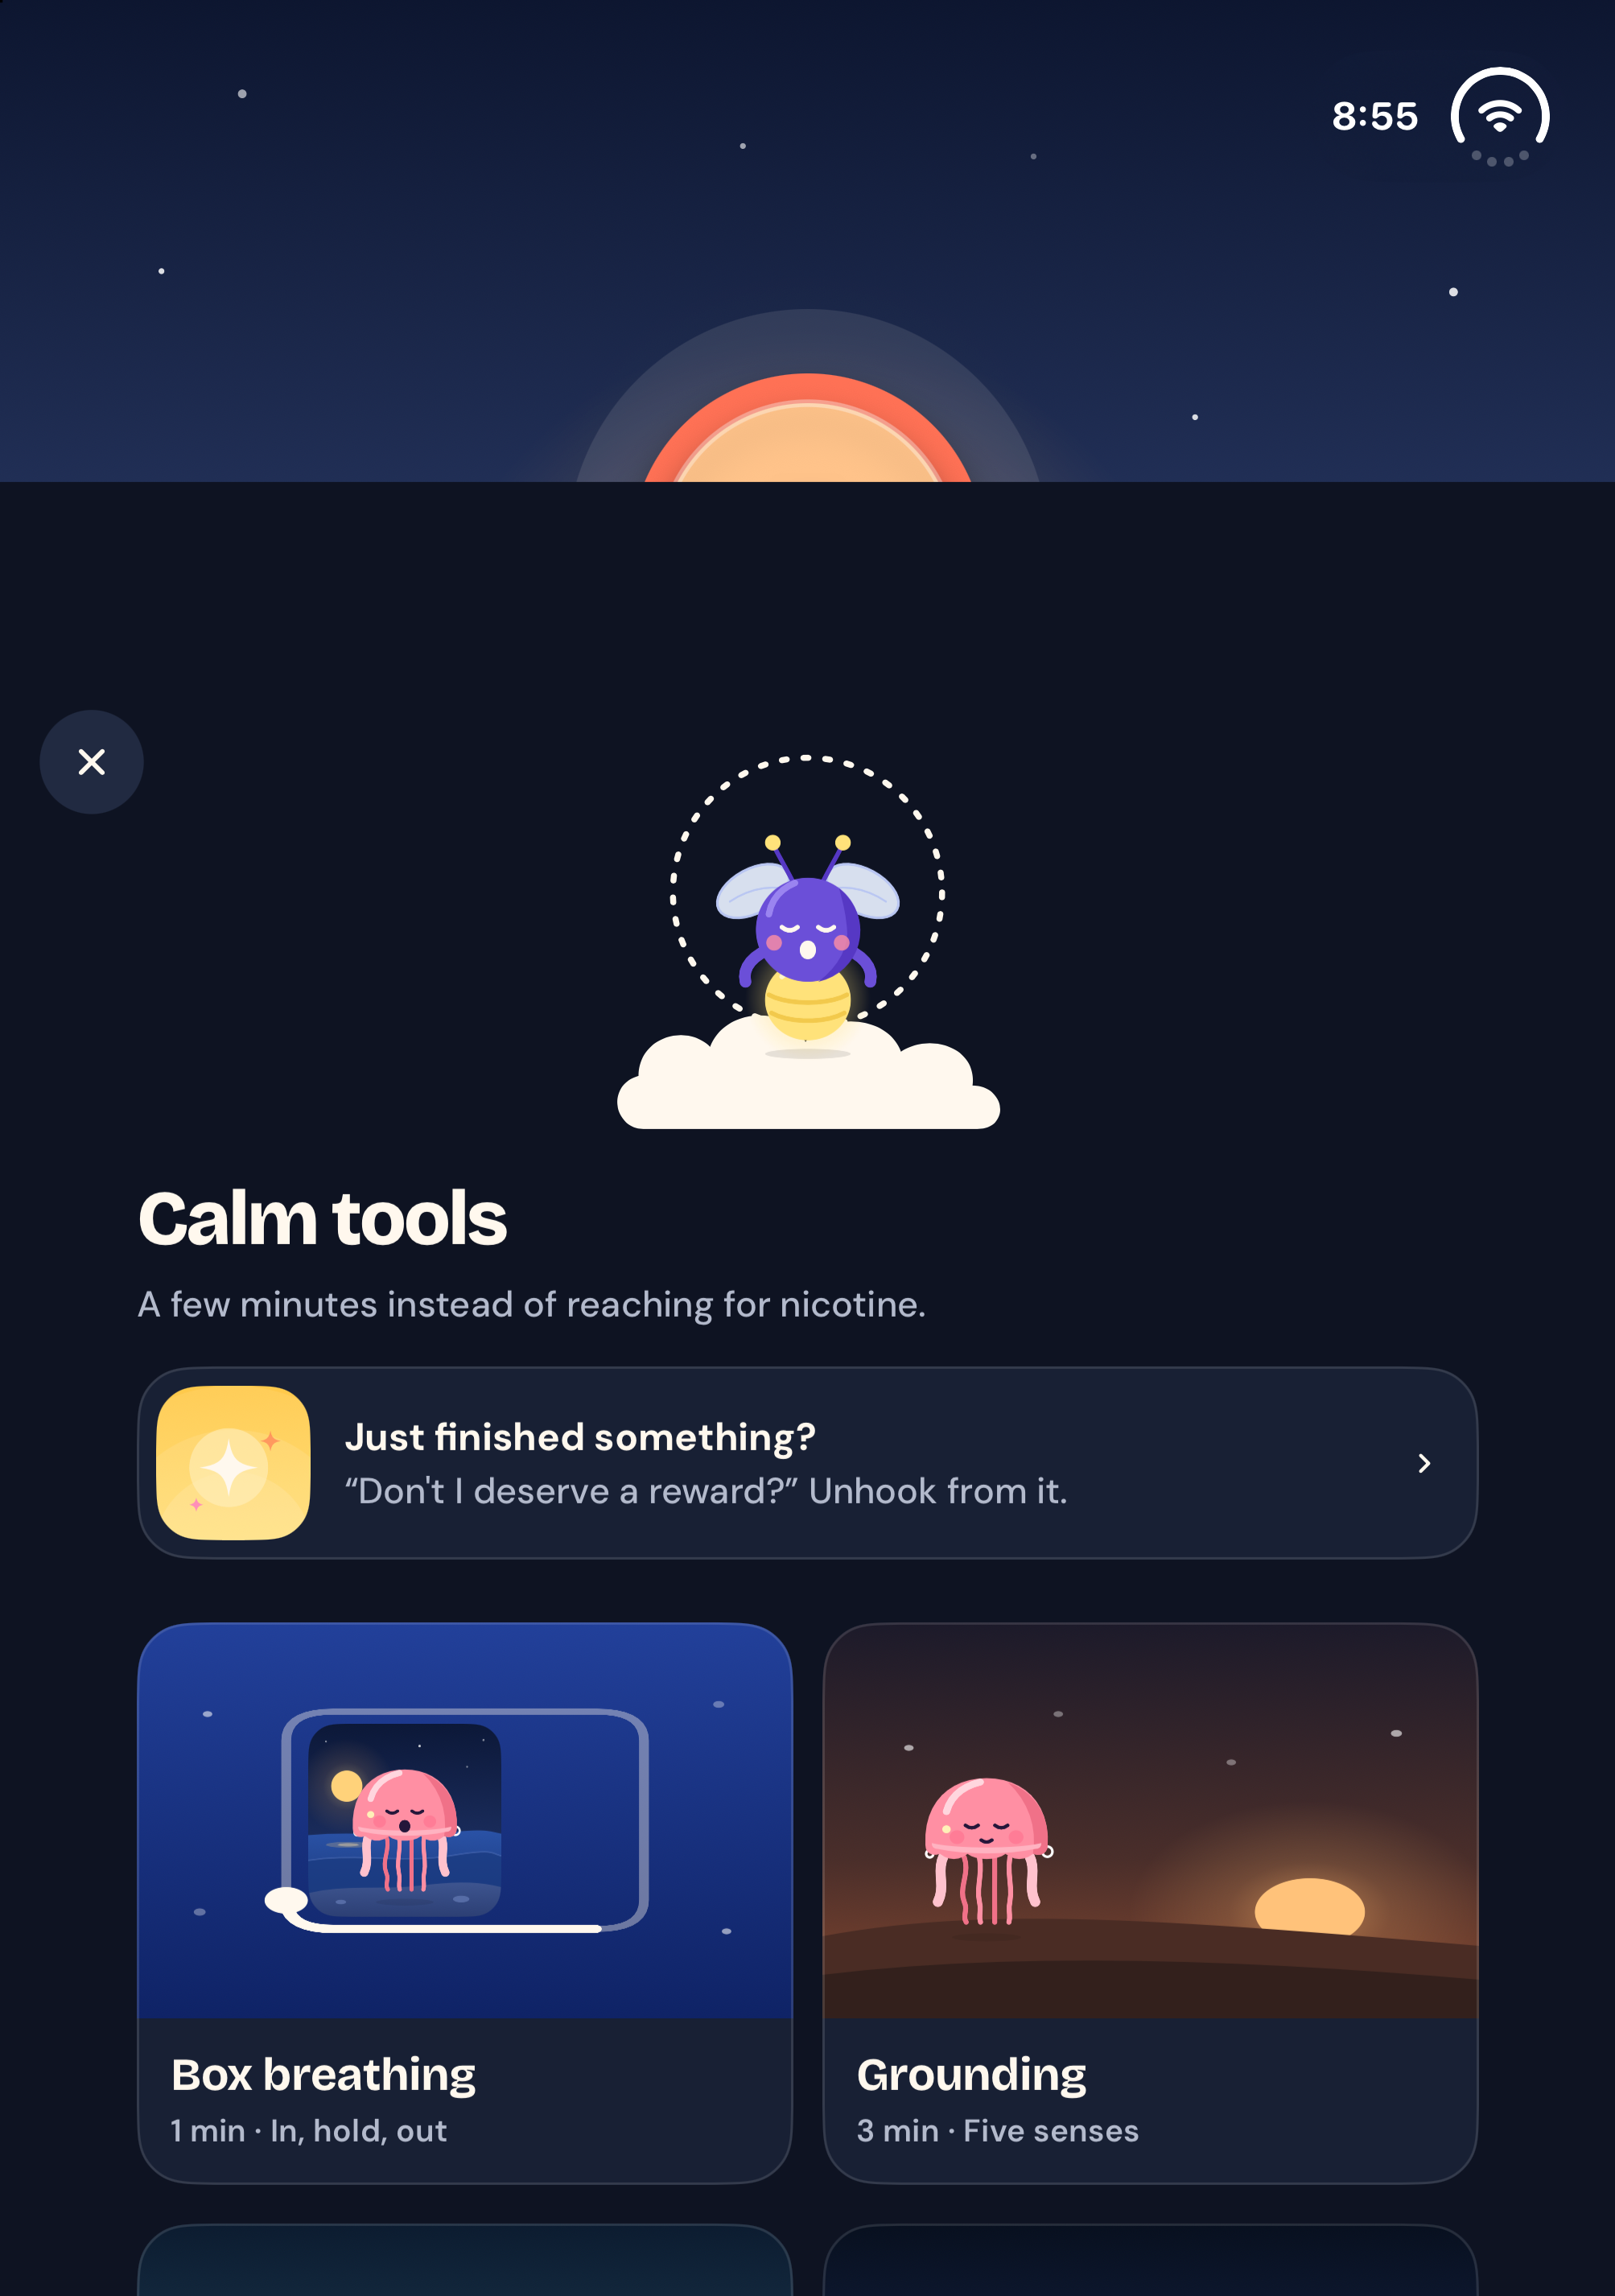 8:55
Calm tools
A few minutes instead of reaching for nicotine.
Just finished something?
“Don't I deserve a reward?” Unhook from it.
Box breathing
1 min · In, hold, out
Grounding
3 min · Five senses